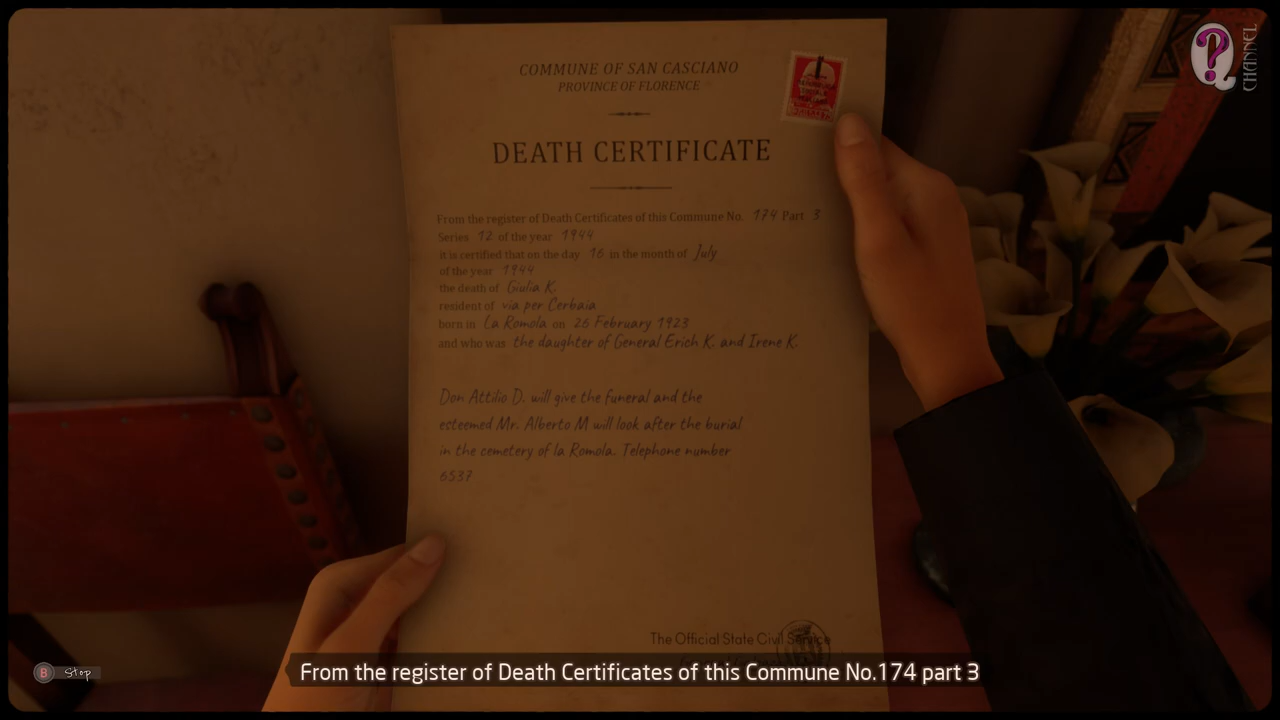 COMMUNE OF SAN CASCIANO
PROVINCE OF FLORENCE
DEATH CERTIFICATE
From the register of Death Certificates of this Commune No. 174 Part 3
Series 12 of the year 1944
it is certified that on the day 16 in the month of July
of the year 1944
the death of Giulia K.
resident of via per Cerbaia
born in La Romola on 26 February 1923
and who was the daughter of General Erich K. and Irene K.
Don Attilio D. will give the funeral and the
esteemed Mr. Alberto M will look after the burial
in the cemetery of la Romola. Telephone number
6537
The Official State Civil Service
From the register of Death Certificates of this Commune No.174 part 3
B Stop
? CHANNEL